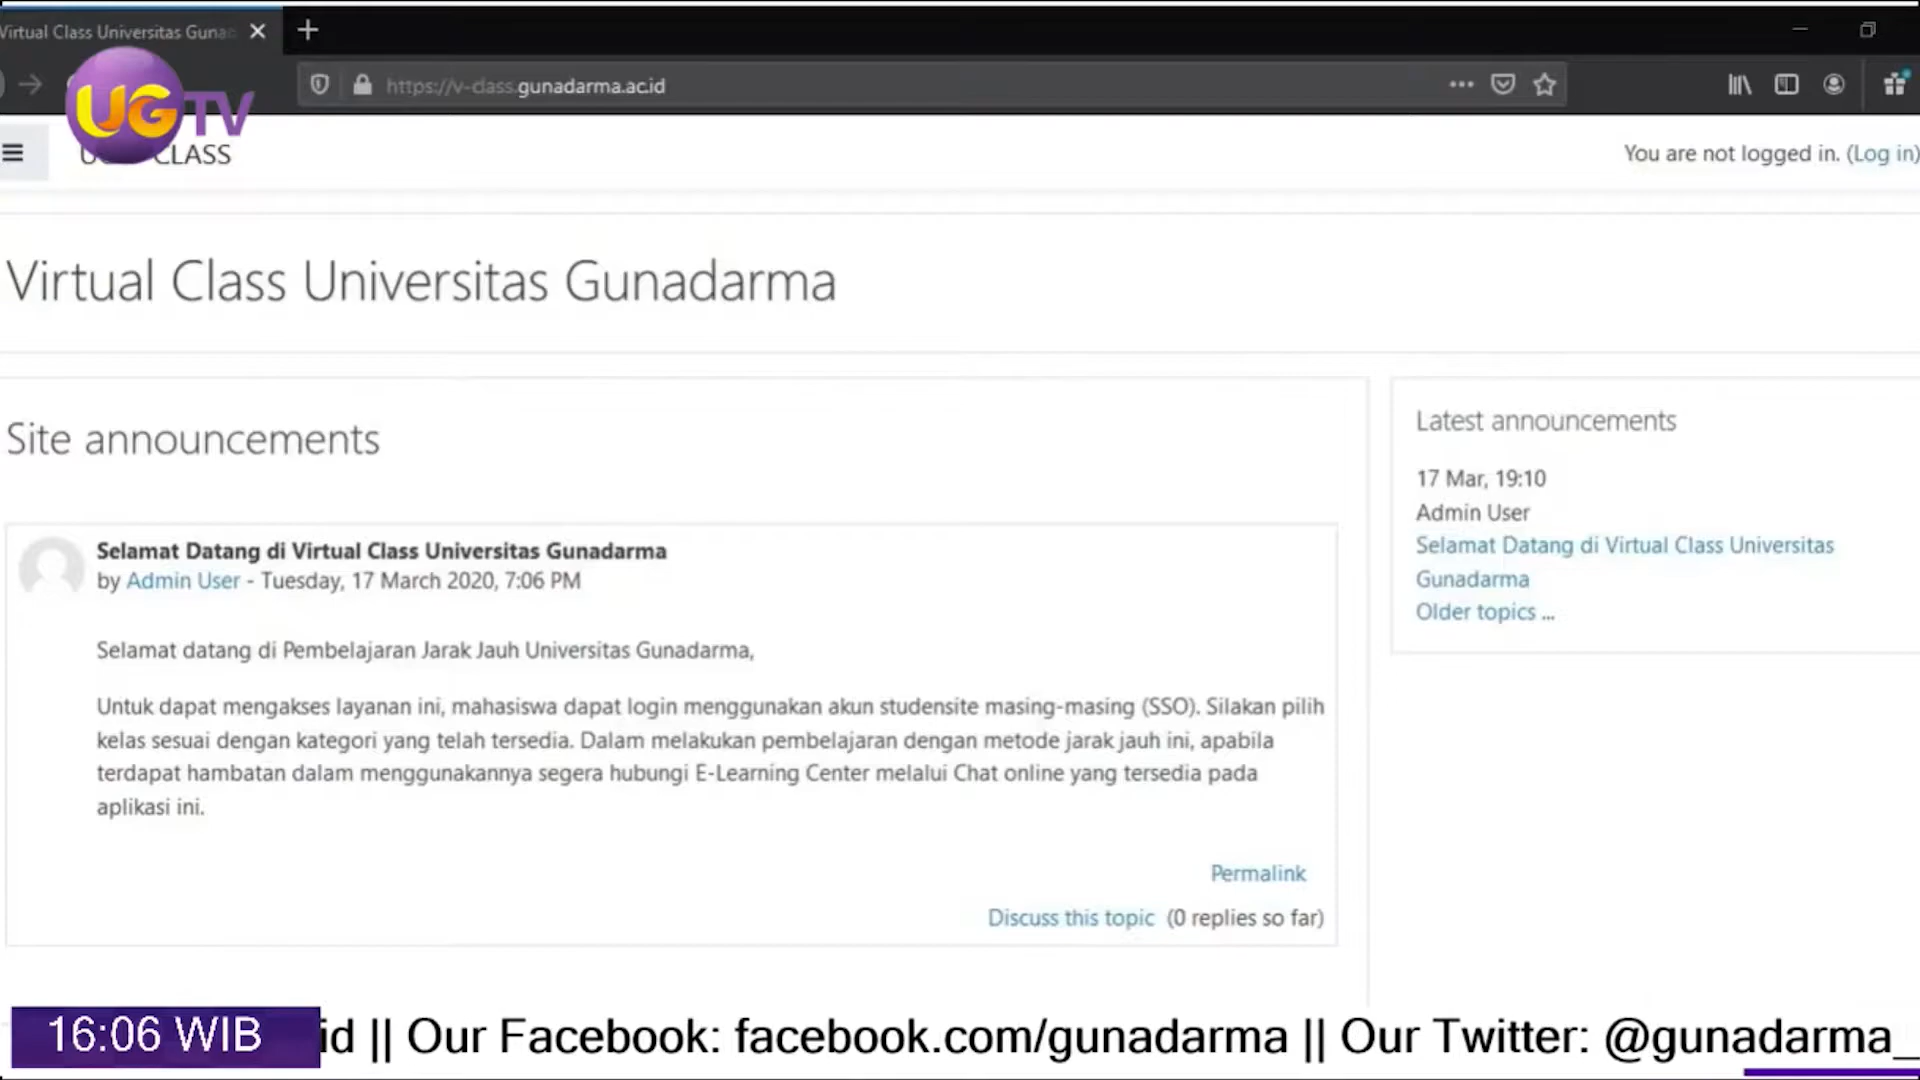 Virtual Class Universitas Guna
https://v-class.gunadarma.ac.id
UG TV
CLASS
You are not logged in. (Log in)
Virtual Class Universitas Gunadarma
Site announcements
Selamat Datang di Virtual Class Universitas Gunadarma
by Admin User - Tuesday, 17 March 2020, 7:06 PM
Selamat datang di Pembelajaran Jarak Jauh Universitas Gunadarma,
Untuk dapat mengakses layanan ini, mahasiswa dapat login menggunakan akun studensite masing-masing (SSO). Silakan pilih
kelas sesuai dengan kategori yang telah tersedia. Dalam melakukan pembelajaran dengan metode jarak jauh ini, apabila
terdapat hambatan dalam menggunakannya segera hubungi E-Learning Center melalui Chat online yang tersedia pada
aplikasi ini.
Permalink
Discuss this topic (0 replies so far)
Latest announcements
17 Mar, 19:10
Admin User
Selamat Datang di Virtual Class Universitas
Gunadarma
Older topics ...
16:06 WIB id || Our Facebook: facebook.com/gunadarma || Our Twitter: @gunadarma_